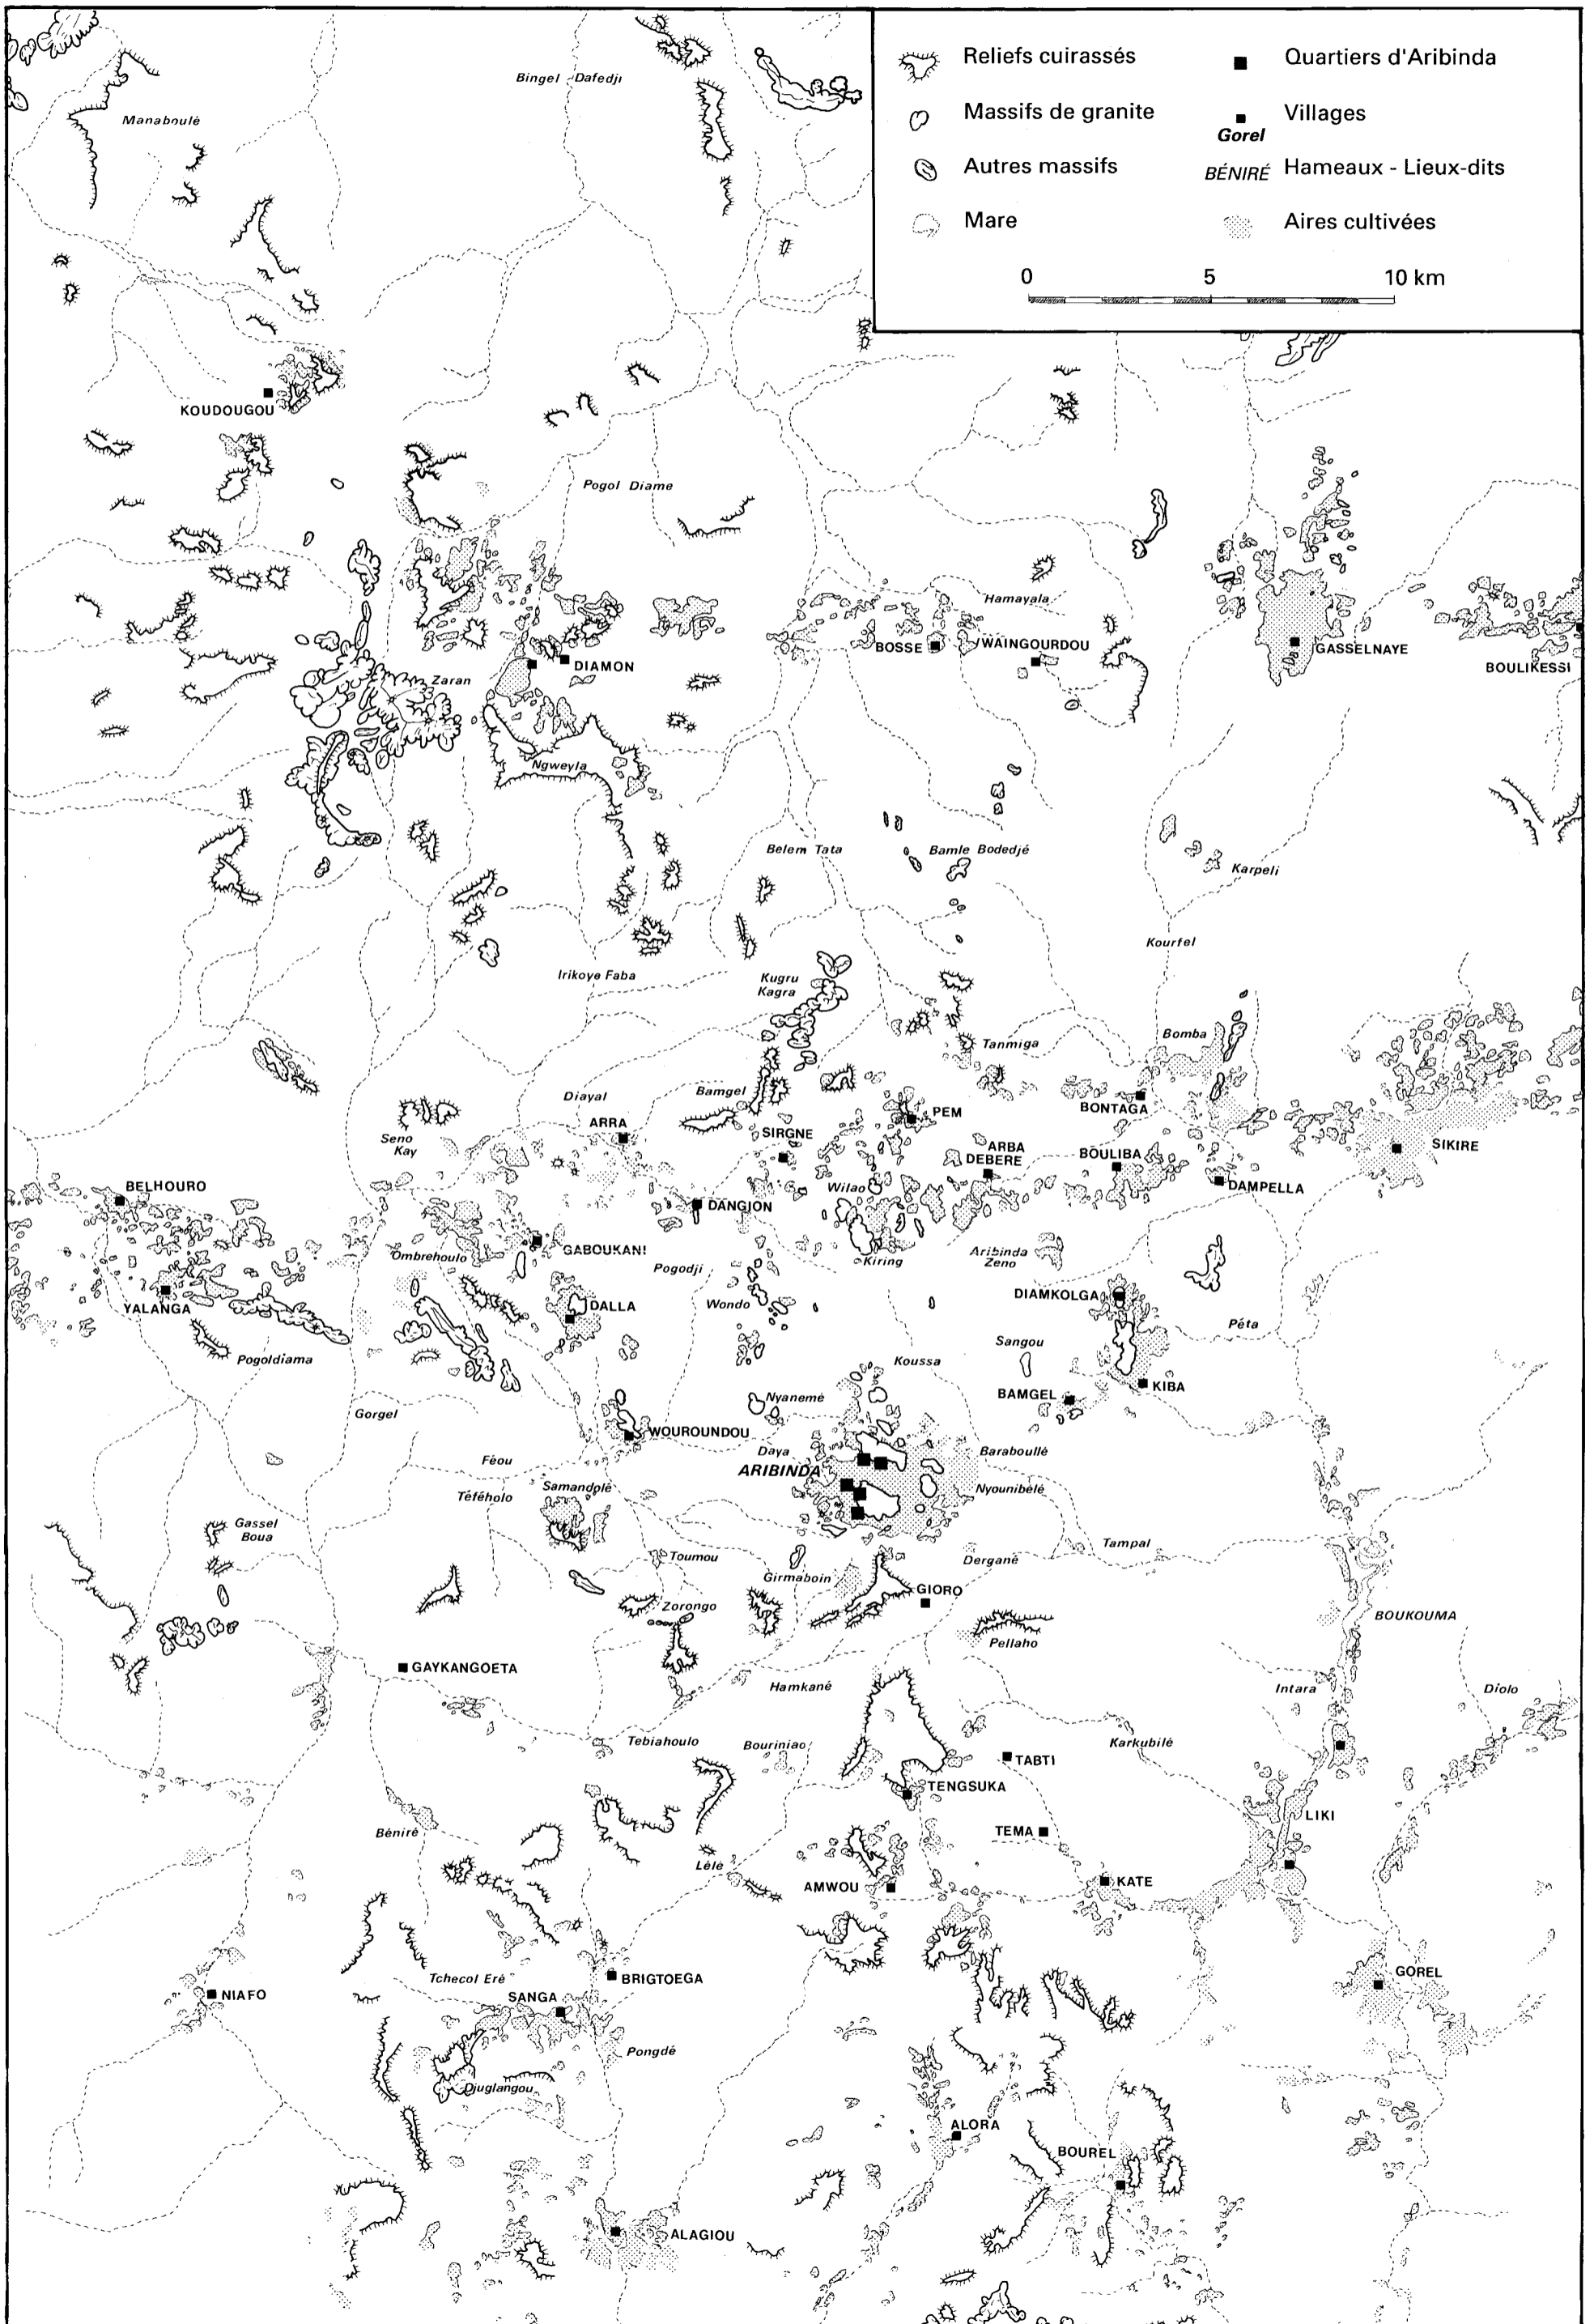 Reliefs cuirassés
Massifs de granite
Autres massifs
Mare
Quartiers d'Aribinda
Villages
Gorel
BÉNIRÉ Hameaux - Lieux-dits
Aires cultivées
0 5 10 km
Bingel Dafedji
Manaboulé
KOUDOUGOU
Pogol Diame
Hamayala
BOSSE
WAINGOURDOU
GASSELNAYE
BOULIKESSI
DIAMON
Zaran
Ngweyla
Belem Tata
Bamle Bodedjé
Karpeli
Kourfel
Irikoye Faba
Kugru
Kagra
Tanmiga
Bomba
Diayal
Bamgel
ARRA
PEM
BONTAGA
SIRGNE
Seno
Kay
ARBA
DEBERE
BOULIBA
SIKIRE
BELHOURO
Wilao
DAMPELLA
DANGION
GABOUKANI
Ombrehoulo
Pogodji
Kiring
Aribinda
Zeno
YALANGA
DALLA
Wondo
DIAMKOLGA
Péta
Pogoldiama
Sangou
Koussa
KIBA
BAMGEL
Nyanemé
Gorgel
WOUROUNDOU
Daya
ARIBINDA
Baraboullé
Féou
Téféholo
Samandolé
Nyounibélé
Gassel
Boua
Toumou
Tampal
Dergané
Girmaboin
GIORO
Zorongo
BOUKOUMA
Pellaho
GAYKANGOETA
Hamkané
Intara
Diolo
Tebiahoulo
Bouriniao
Karkubilé
TABTI
TENGSUKA
LIKI
Béniré
TEMA
Lélé
AMWOU
KATE
Tchecol Eré
BRIGTOEGA
GOREL
NIAFO
SANGA
Pongdé
Djuglangou
ALORA
BOUREL
ALAGIOU